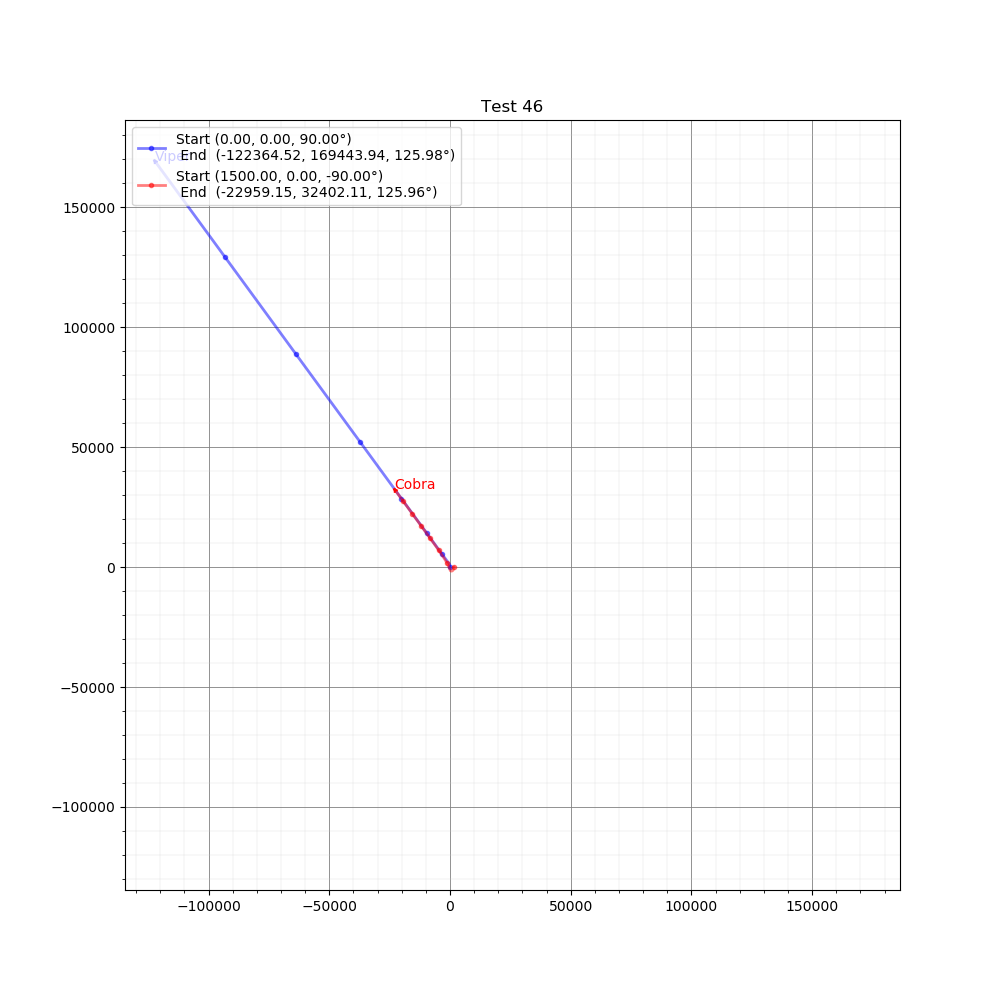 Test 46
Start (0.00, 0.00, 90.00°)
End (-122364.52, 169443.94, 125.98°)
Start (1500.00, 0.00, -90.00°)
End (-22959.15, 32402.11, 125.96°)
Viper
Cobra
150000
100000
50000
0
−50000
−100000
−100000
−50000
0
50000
100000
150000